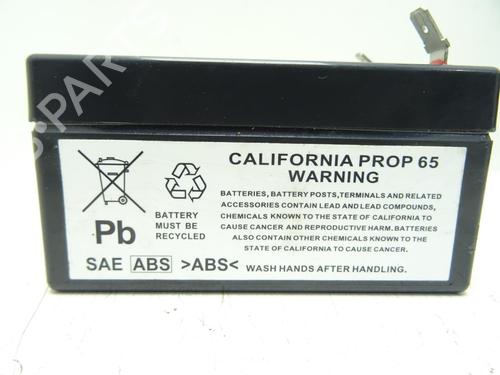 CALIFORNIA PROP 65
WARNING
BATTERIES, BATTERY POSTS,TERMINALS AND RELATED
ACCESSORIES CONTAIN LEAD AND LEAD COMPOUNDS,
CHEMICALS KNOWN TO THE STATE OF CALIFORNIA TO
CAUSE CANCER AND REPRODUCTIVE HARM. BATTERIES
ALSO CONTAIN OTHER CHEMICALS KNOWN TO THE
STATE OF CALIFORNIA TO CAUSE CANCER.
Pb
BATTERY
MUST BE
RECYCLED
SAE ABS >ABS< WASH HANDS AFTER HANDLING.
B-PARTS